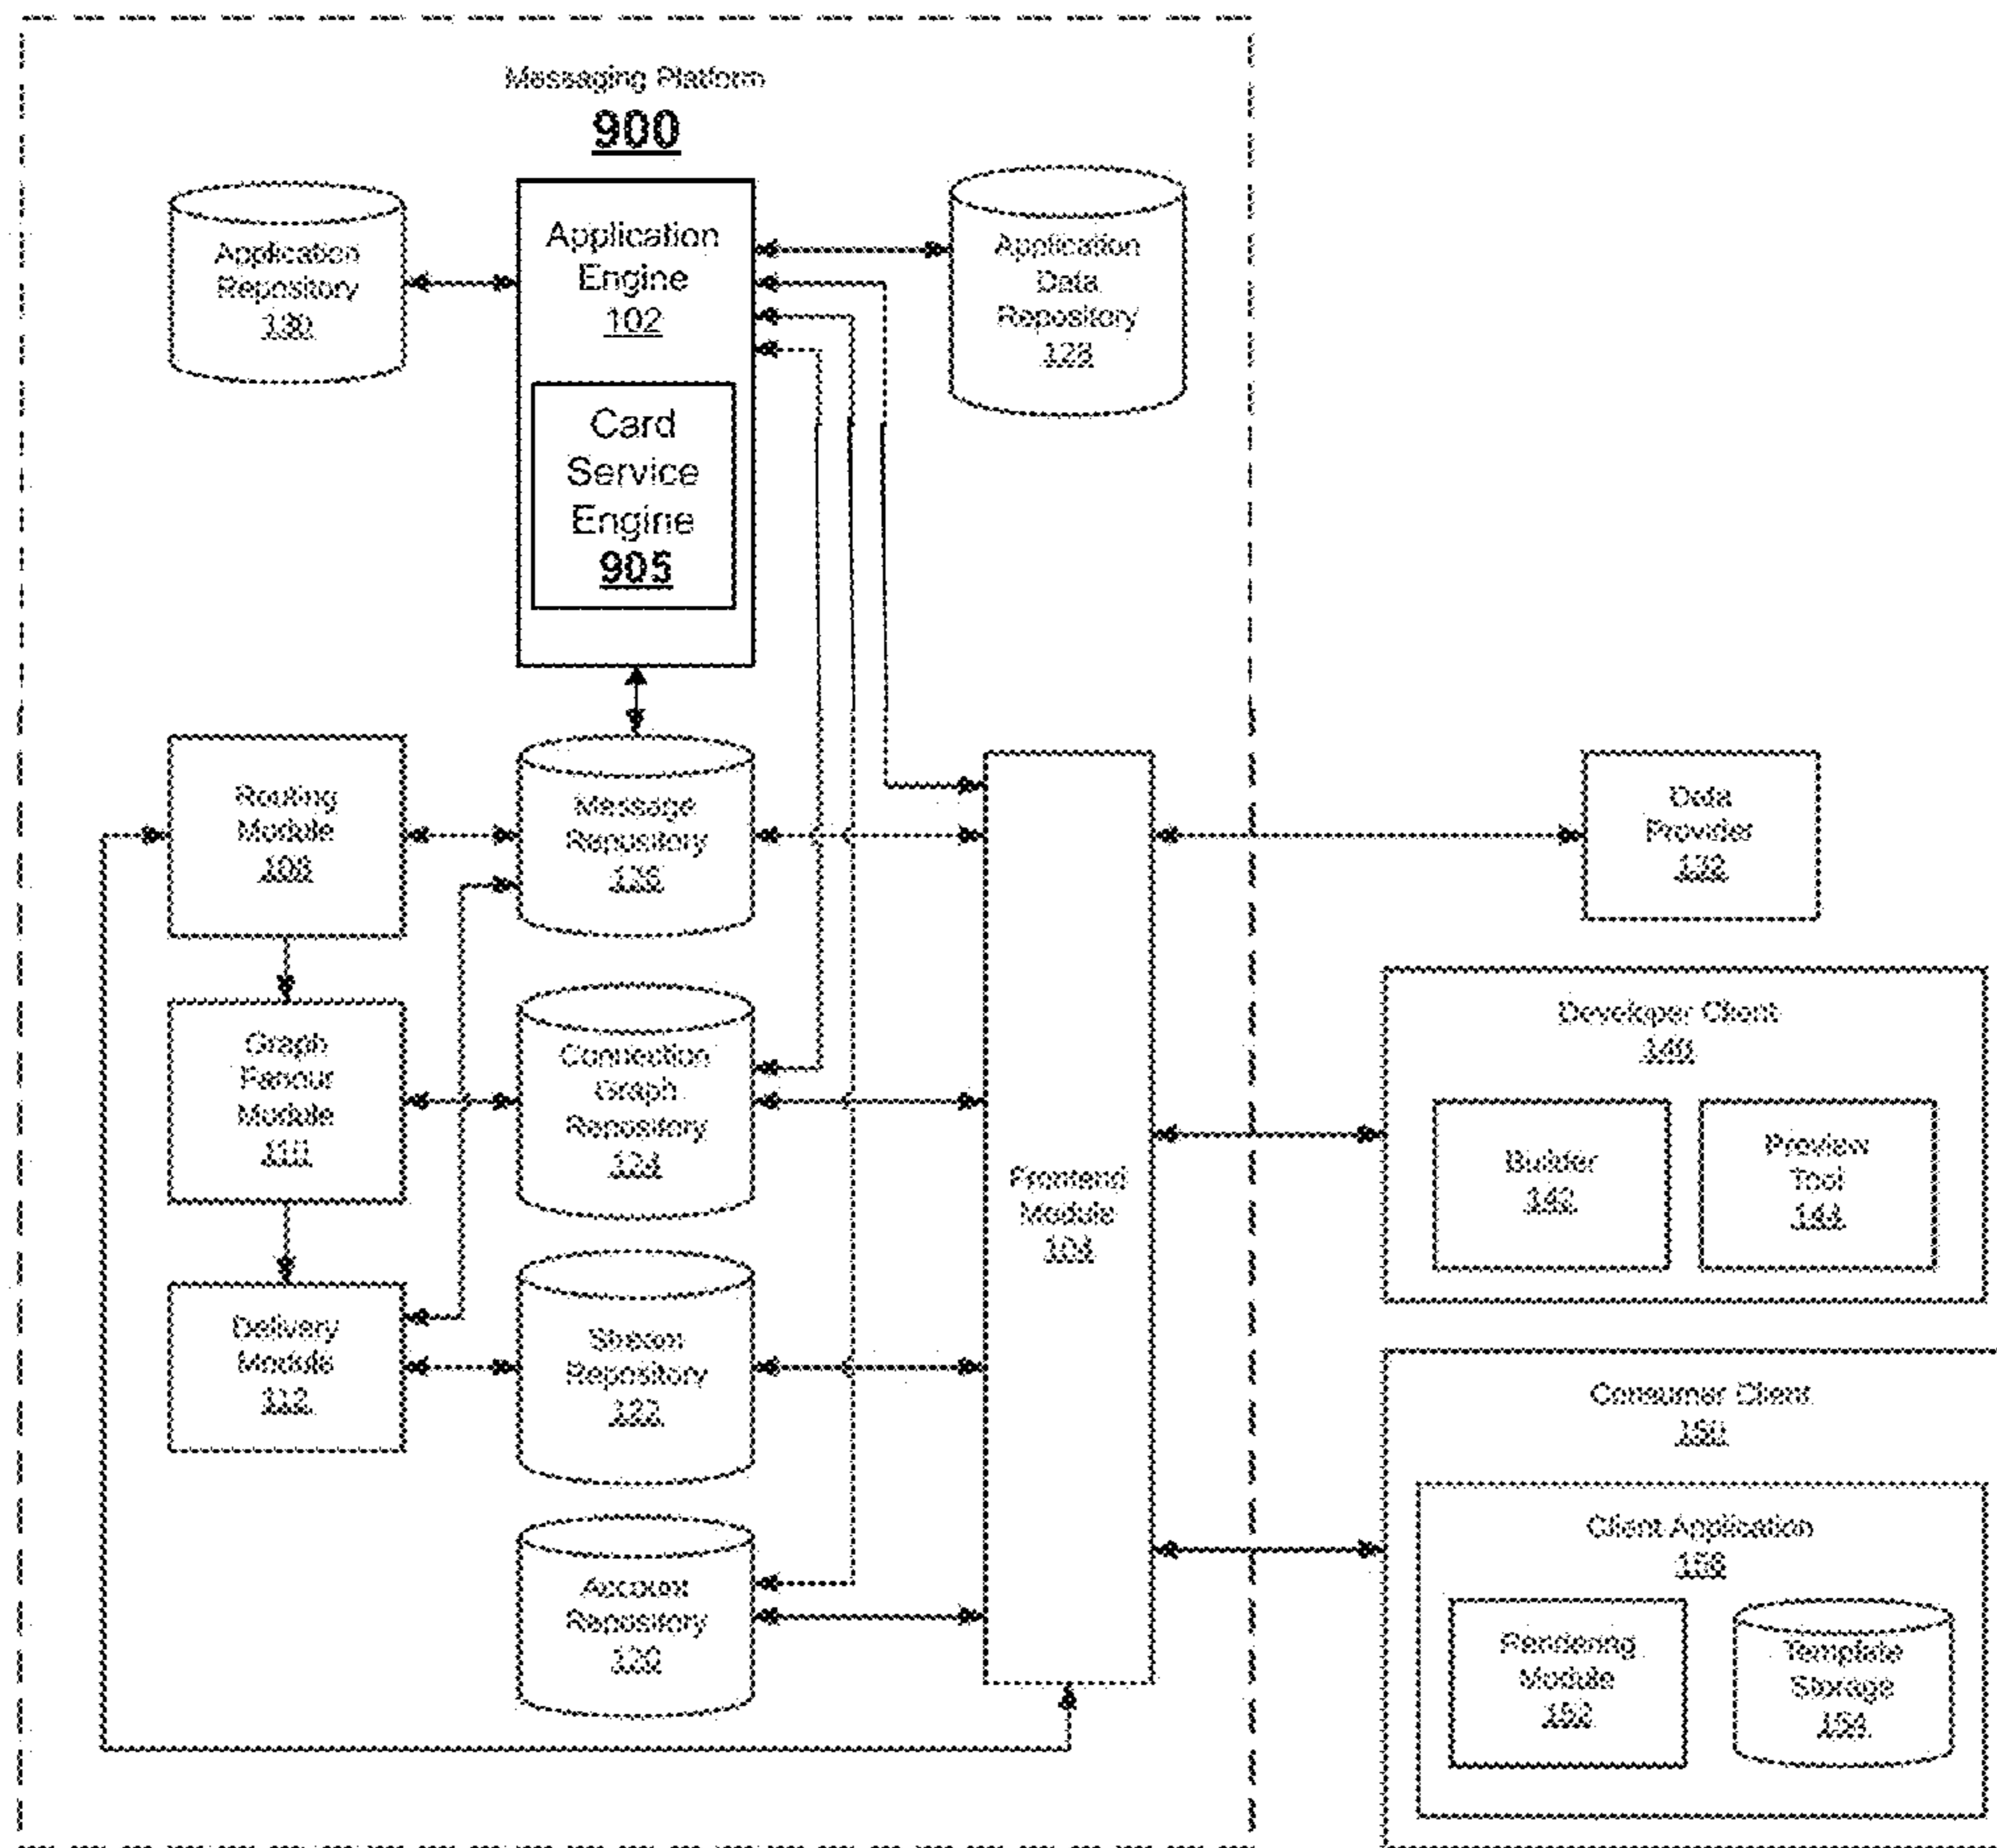 Messaging Platform
900
Application
Repository
130
Application
Engine
102
Card
Service
Engine
905
Application
Data
Repository
128
Routing
Module
108
Message
Repository
126
Data
Provider
132
Graph
Fanout
Module
110
Connection
Graph
Repository
124
Frontend
Module
104
Developer Client
140
Builder
142
Preview
Tool
144
Delivery
Module
112
Stream
Repository
122
Account
Repository
120
Consumer Client
150
Client Application
Rendering
Module
152
Template
Storage
154